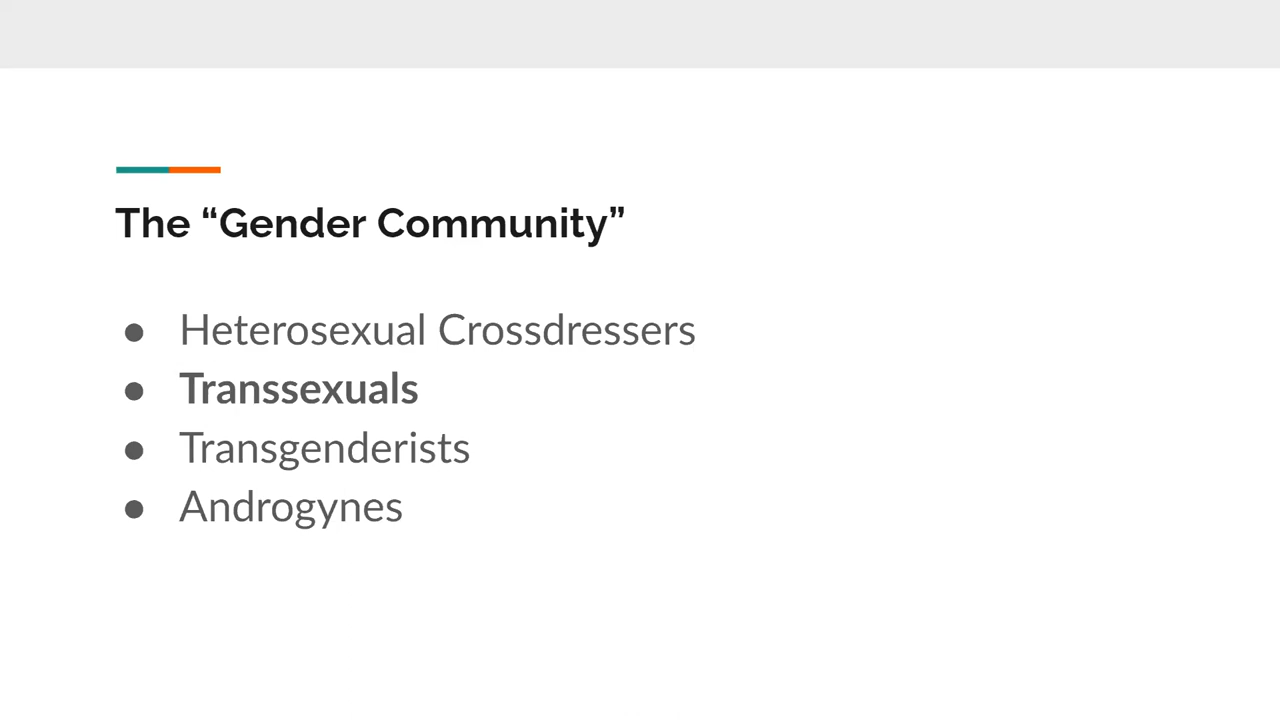 The “Gender Community”
● Heterosexual Crossdressers
● Transsexuals
● Transgenderists
● Androgynes